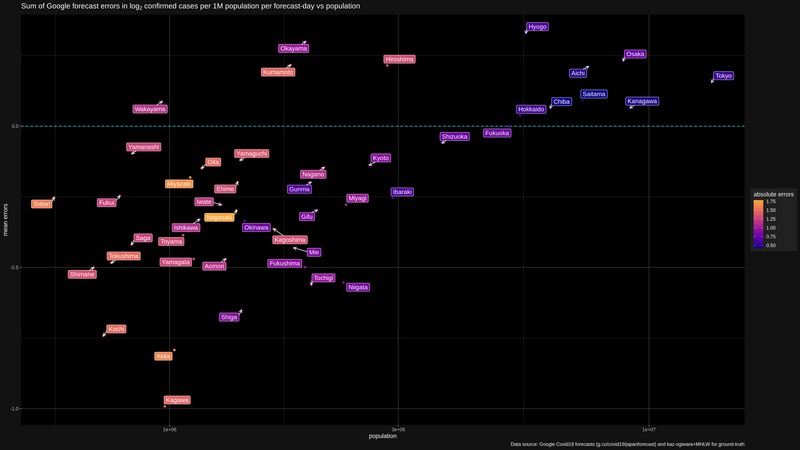 Sum of Google forecast errors in log2 confirmed cases per 1M population per forecast-day vs population
Hyogo
Okayama
Osaka
Hiroshima
Kumamoto
Aichi
Tokyo
Saitama
Chiba
Kanagawa
Wakayama
Hokkaido
0.0
Fukuoka
Shizuoka
Yamanashi
Yamaguchi
Kyoto
Oita
Nagano
Miyazaki
Ehime
Gunma
Ibaraki
Miyagi
Tottori
Fukui
Iwate
Nagasaki
Gifu
Ishikawa
Okinawa
Saga
Toyama
Kagoshima
Mie
Tokushima
Yamagata
Aomori
Fukushima
-0.5
Shimane
Tochigi
Niigata
Shiga
Kochi
Akita
Kagawa
-1.0
mean errors
absolute errors
1.75
1.50
1.25
1.00
0.75
0.50
1e+06
3e+06
1e+07
population
Data source: Google Covid19 forecasts (g.co/covid19/japanforecast) and kaz-ogiwara+MHLW for ground-truth